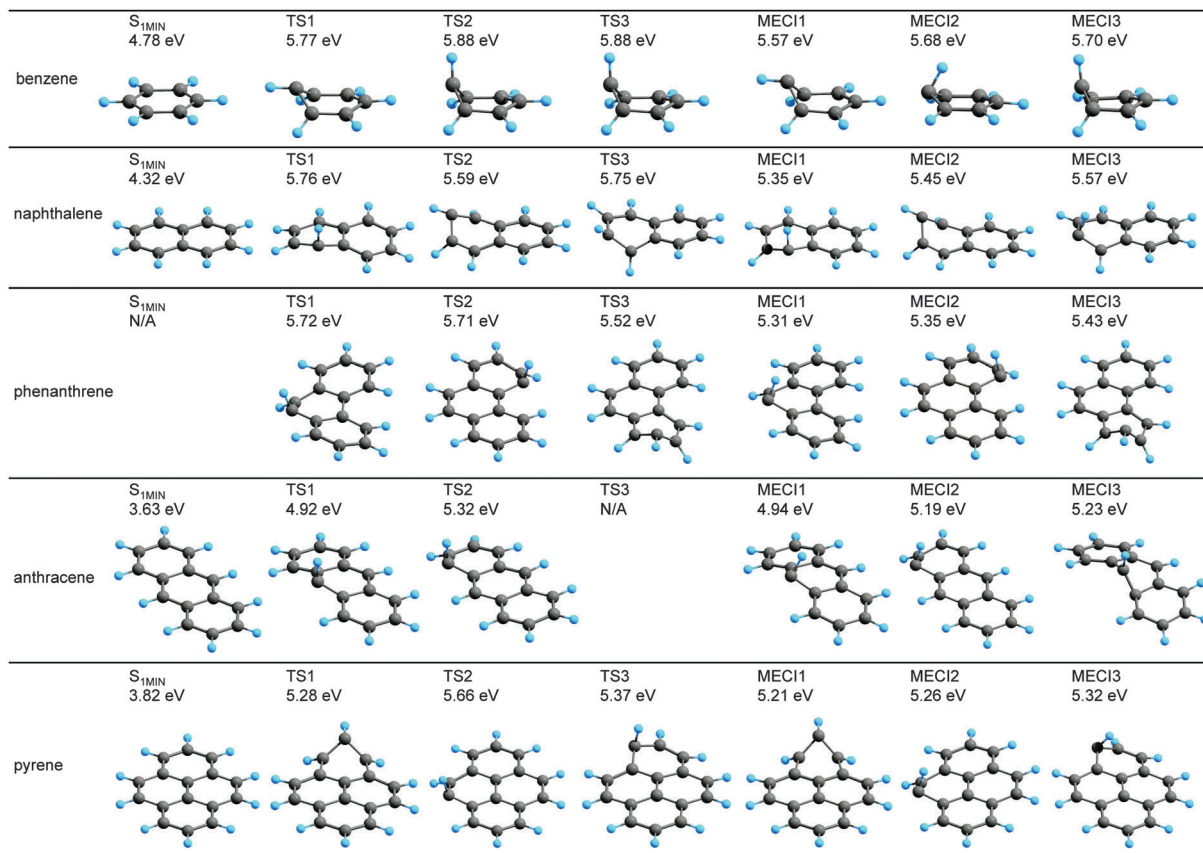 S1MIN TS1 TS2 TS3 MECI1 MECI2 MECI3
4.78 eV 5.77 eV 5.88 eV 5.88 eV 5.57 eV 5.68 eV 5.70 eV
benzene
S1MIN TS1 TS2 TS3 MECI1 MECI2 MECI3
4.32 eV 5.76 eV 5.59 eV 5.75 eV 5.35 eV 5.45 eV 5.57 eV
naphthalene
S1MIN TS1 TS2 TS3 MECI1 MECI2 MECI3
N/A 5.72 eV 5.71 eV 5.52 eV 5.31 eV 5.35 eV 5.43 eV
phenanthrene
S1MIN TS1 TS2 TS3 MECI1 MECI2 MECI3
3.63 eV 4.92 eV 5.32 eV N/A 4.94 eV 5.19 eV 5.23 eV
anthracene
S1MIN TS1 TS2 TS3 MECI1 MECI2 MECI3
3.82 eV 5.28 eV 5.66 eV 5.37 eV 5.21 eV 5.26 eV 5.32 eV
pyrene